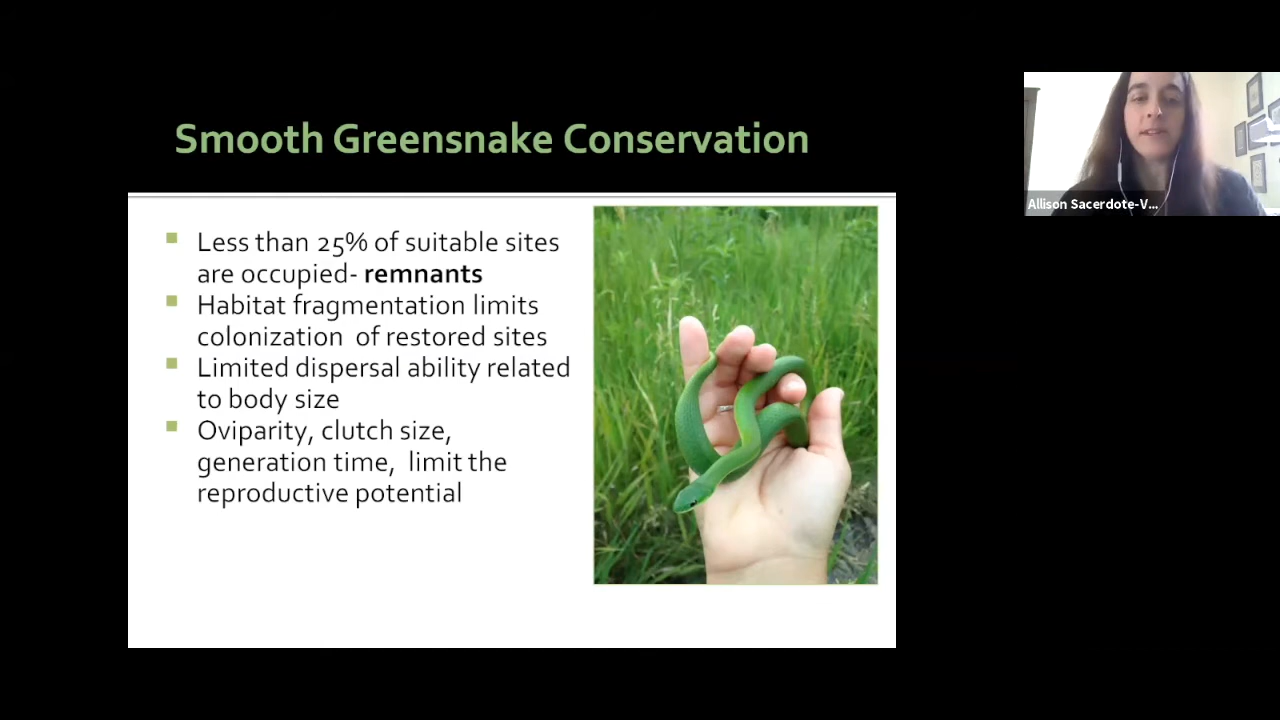 Smooth Greensnake Conservation
Allison Sacerdote-V...
Less than 25% of suitable sites
are occupied- remnants
Habitat fragmentation limits
colonization of restored sites
Limited dispersal ability related
to body size
Oviparity, clutch size,
generation time, limit the
reproductive potential